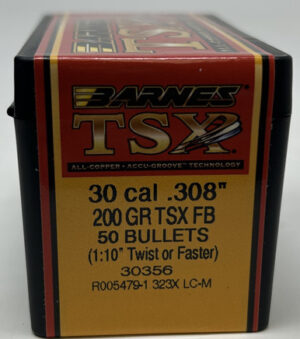 BARNES
TSX
ALL-COPPER • ACCU-GROOVE™ TECHNOLOGY
30 cal .308"
200 GR TSX FB
50 BULLETS
(1:10" Twist or Faster)
30356
R005479-1 323X LC-M